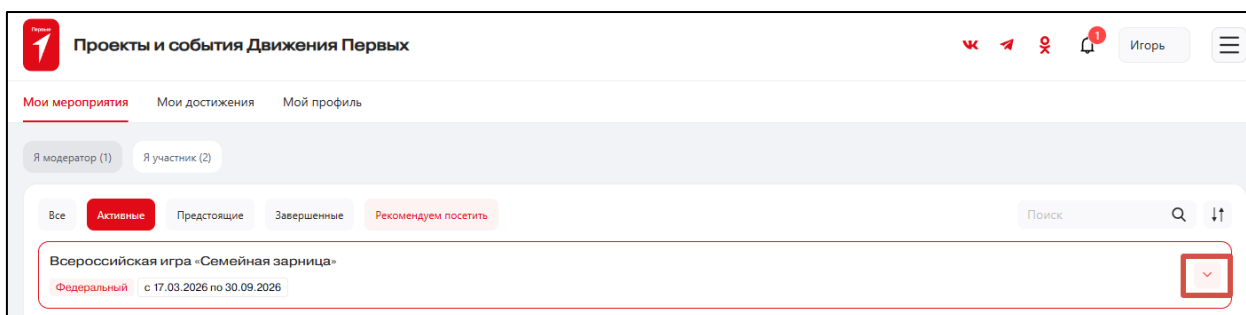 Первые
Проекты и события Движения Первых
1
Игорь
Мои мероприятия Мои достижения Мой профиль
Я модератор (1) Я участник (2)
Все Активные Предстоящие Завершенные Рекомендуем посетить Поиск
Всероссийская игра «Семейная зарница»
Федеральный с 17.03.2026 по 30.09.2026